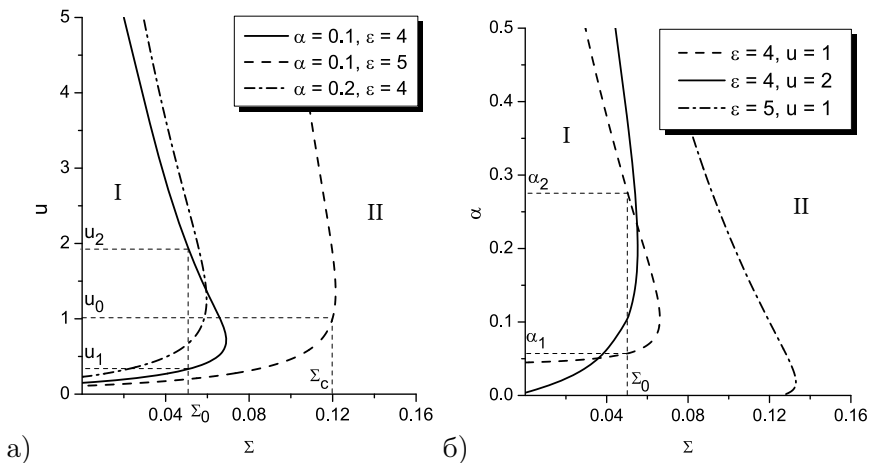 5
4
3
2
1
0
u
α = 0.1, ε = 4
α = 0.1, ε = 5
α = 0.2, ε = 4
I
II
u₂
u₀
u₁
Σ₀
Σc
0.04
0.08
0.12
0.16
Σ
а)
0.5
0.4
0.3
0.2
0.1
0.0
α
ε = 4, u = 1
ε = 4, u = 2
ε = 5, u = 1
I
II
α₂
α₁
Σ₀
0.04
0.08
0.12
0.16
Σ
б)